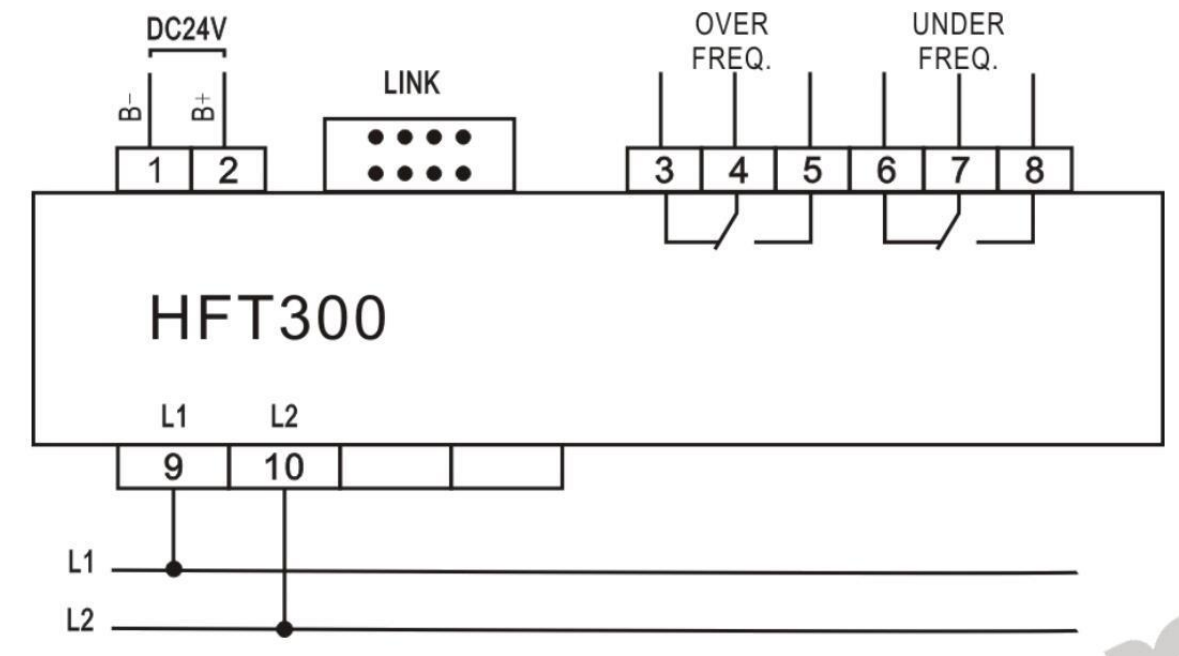 DC24V
B-
B+
LINK
OVER
FREQ.
UNDER
FREQ.
1 2
3 4 5 6 7 8
HFT300
L1 L2
9 10
L1
L2